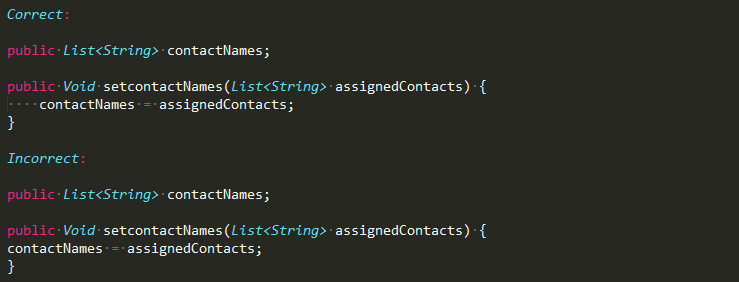 Correct:
public List<String> contactNames;
public Void setcontactNames(List<String> assignedContacts) {
    contactNames = assignedContacts;
}
Incorrect:
public List<String> contactNames;
public Void setcontactNames(List<String> assignedContacts) {
contactNames = assignedContacts;
}